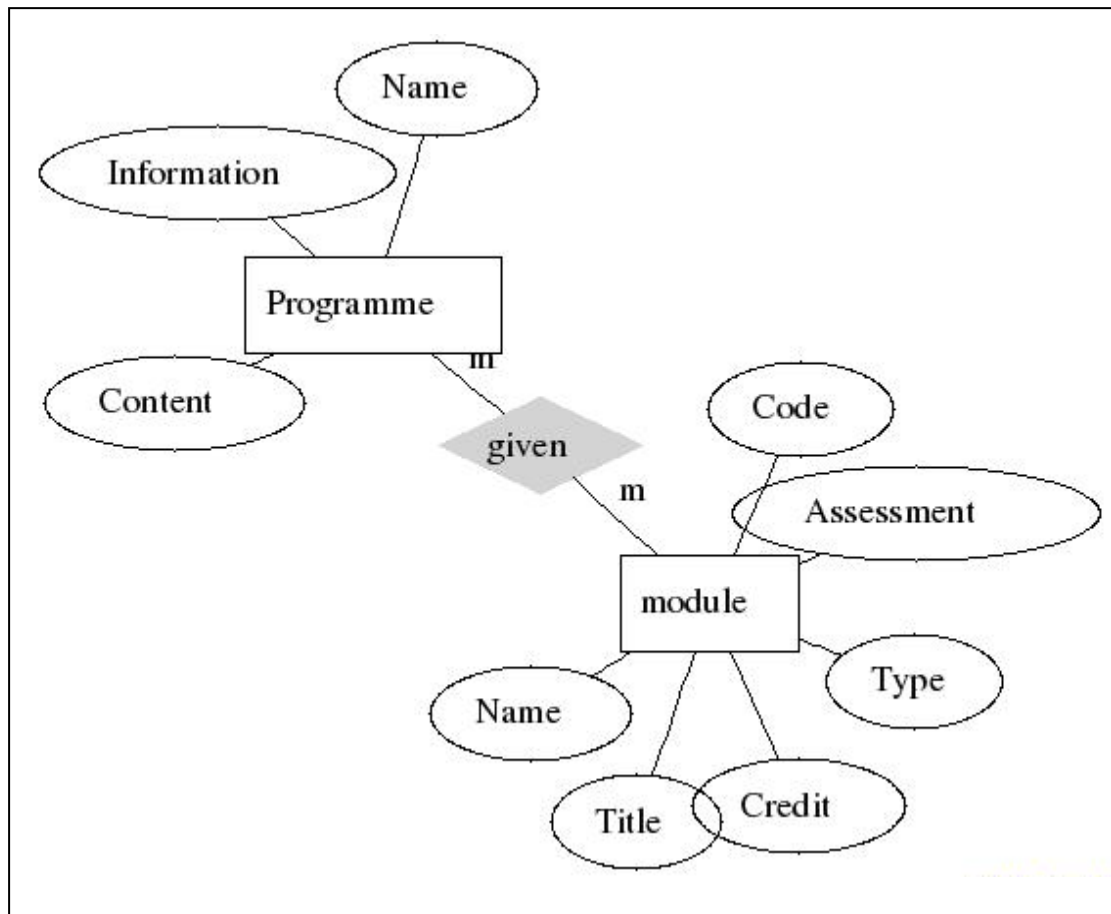 Name
Information
Programme
m
Content
Code
given
m
Assessment
module
Type
Name
Title
Credit